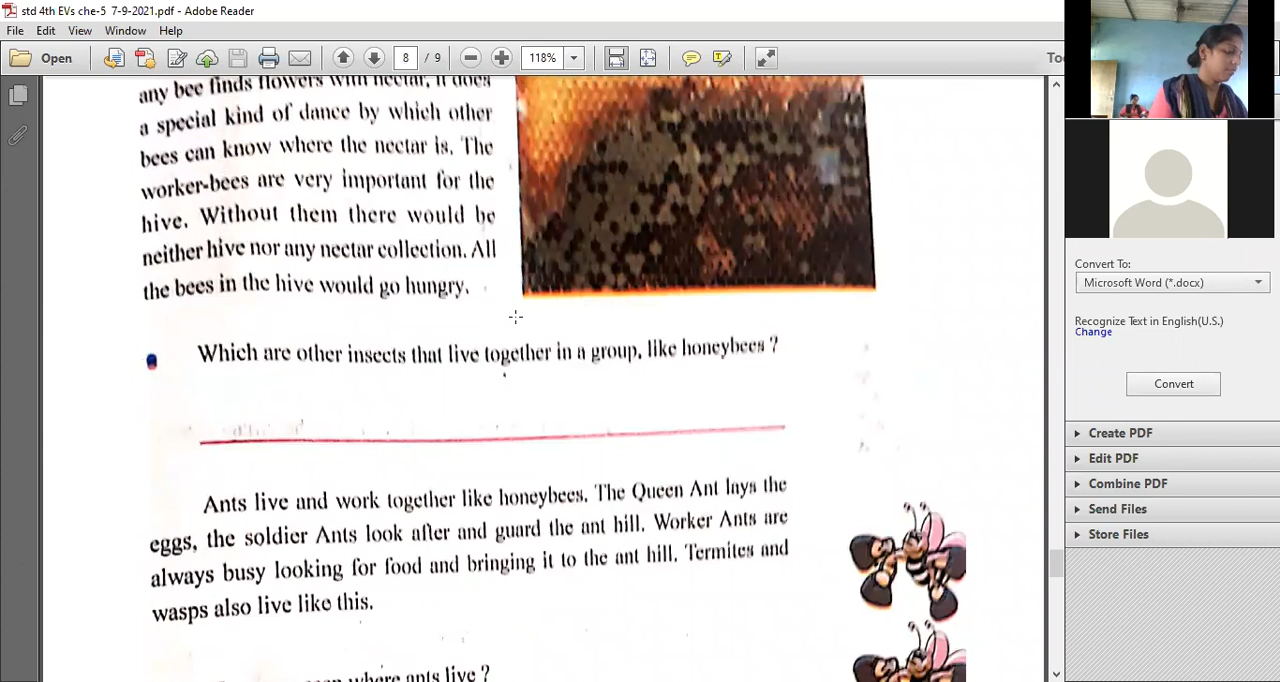 std 4th EVs che-5 7-9-2021.pdf - Adobe Reader
File Edit View Window Help
Open 8 / 9 118%
any bee finds flowers with nectar, it does
a special kind of dance by which other
bees can know where the nectar is. The
worker-bees are very important for the
hive. Without them there would be
neither hive nor any nectar collection. All
the bees in the hive would go hungry.
Which are other insects that live together in a group, like honeybees ?
Ants live and work together like honeybees. The Queen Ant lays the
eggs, the soldier Ants look after and guard the ant hill. Worker Ants are
always busy looking for food and bringing it to the ant hill. Termites and
wasps also live like this.
where ants live ?
Convert To:
Microsoft Word (*.docx)
Recognize Text in English(U.S.)
Change
Convert
Create PDF
Edit PDF
Combine PDF
Send Files
Store Files